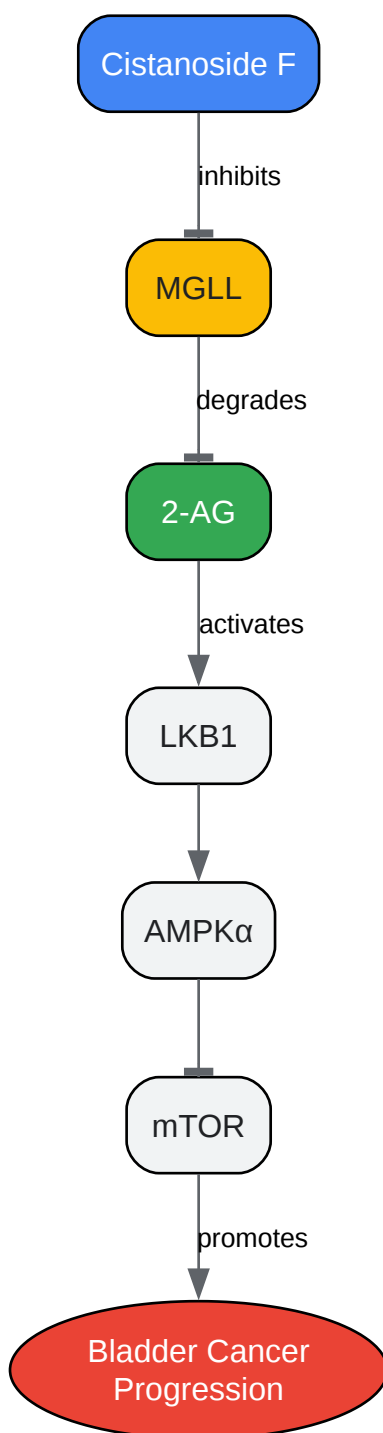 Cistanoside F
inhibits
MGLL
degrades
2-AG
activates
LKB1
AMPKα
mTOR
promotes
Bladder Cancer
Progression